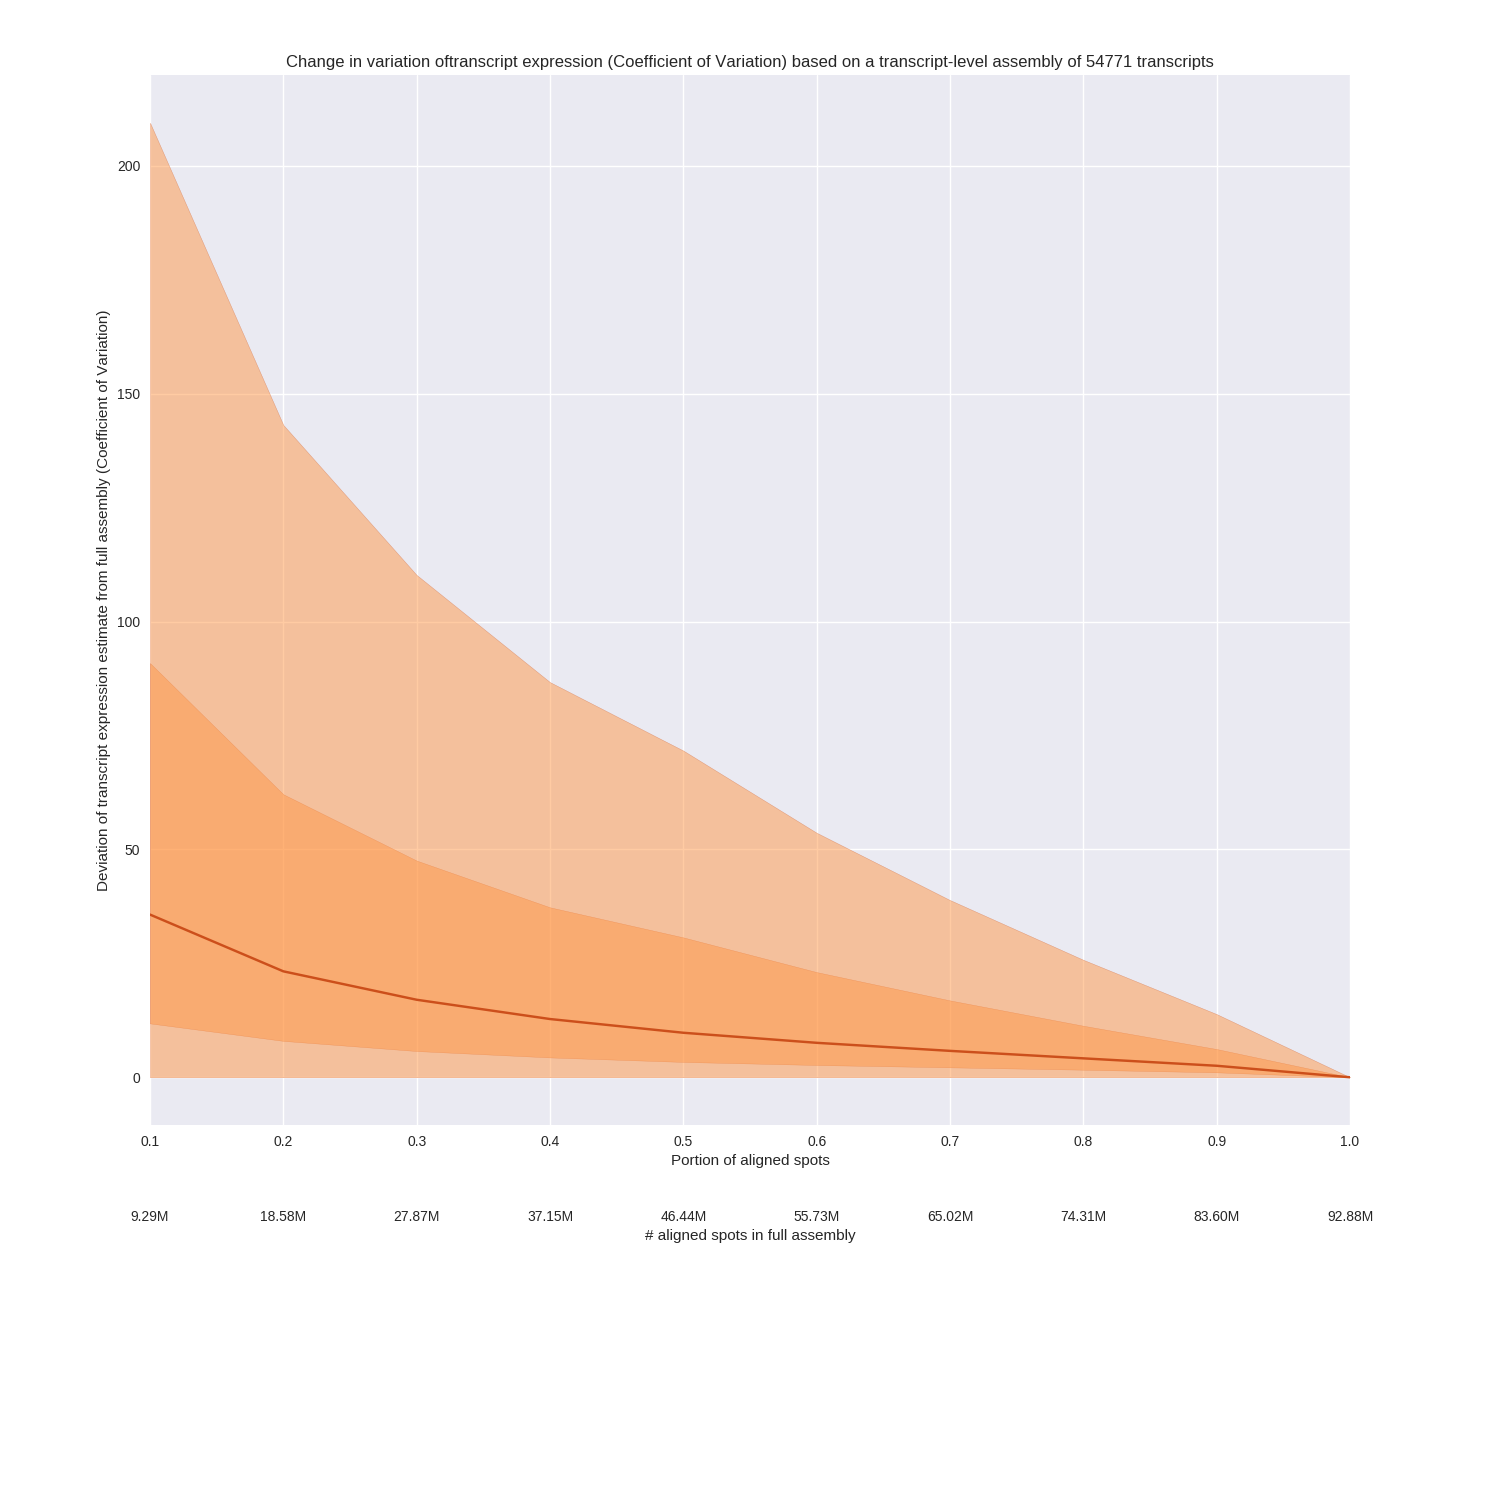 Change in variation oftranscript expression (Coefficient of Variation) based on a transcript-level assembly of 54771 transcripts
Deviation of transcript expression estimate from full assembly (Coefficient of Variation)
200
150
100
50
0
0.1 0.2 0.3 0.4 0.5 0.6 0.7 0.8 0.9 1.0
Portion of aligned spots
9.29M 18.58M 27.87M 37.15M 46.44M 55.73M 65.02M 74.31M 83.60M 92.88M
# aligned spots in full assembly